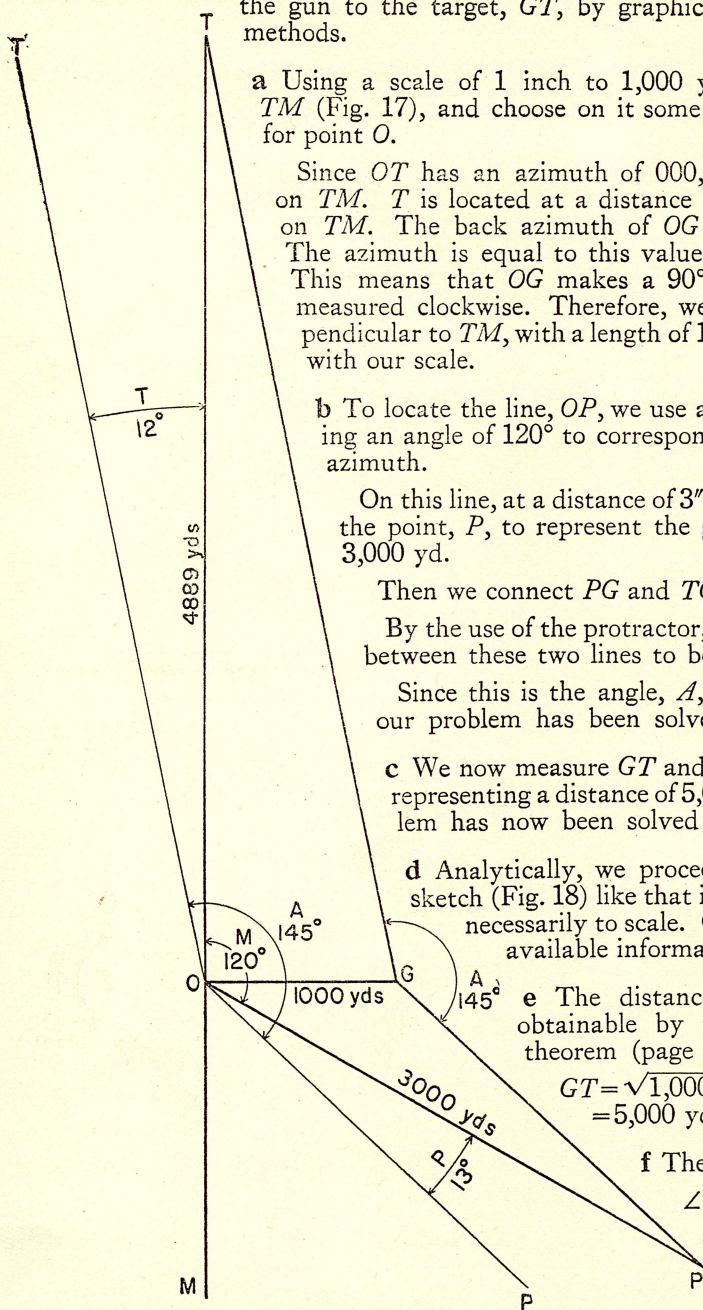 the gun to the target, GT, by graphic
methods.
a Using a scale of 1 inch to 1,000
TM (Fig. 17), and choose on it some
for point O.
Since OT has an azimuth of 000,
on TM. T is located at a distance
on TM. The back azimuth of OG
The azimuth is equal to this value
This means that OG makes a 90°
measured clockwise. Therefore, we
pendicular to TM, with a length of 1
with our scale.
b To locate the line, OP, we use a
ing an angle of 120° to correspon
azimuth.
On this line, at a distance of 3″
the point, P, to represent the
3,000 yd.
Then we connect PG and T
By the use of the protractor,
between these two lines to b
Since this is the angle, A,
our problem has been solv
c We now measure GT and
representing a distance of 5,
lem has now been solved
d Analytically, we proce
sketch (Fig. 18) like that i
necessarily to scale.
available informa
e The distanc
obtainable by
theorem (page
GT=√1,000
=5,000 y
f The
∠
T'
T
T
12°
4889 yds
A
145°
M
120°
O
G
1000 yds
A
145°
3000 yds
P
13°
M
P
P